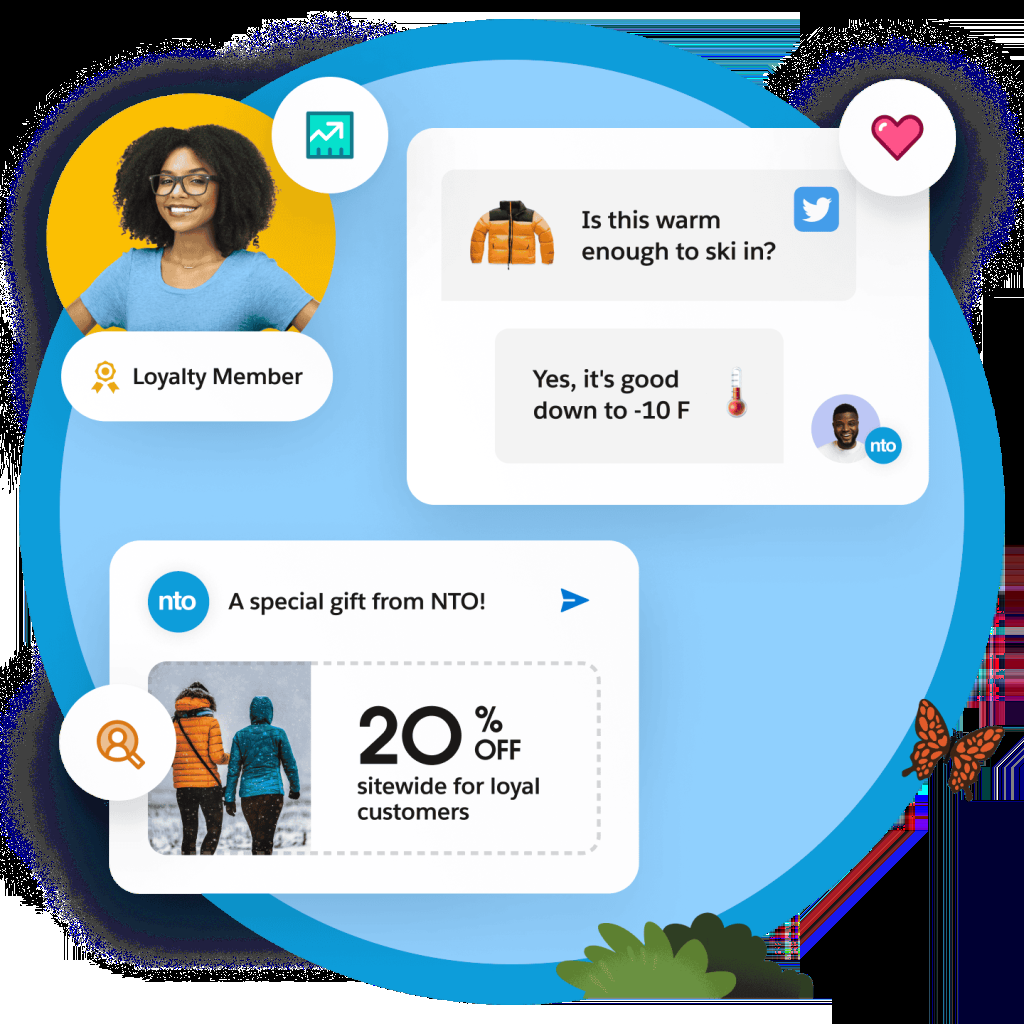 Is this warm
enough to ski in?
Yes, it's good
down to -10 F
nto
Loyalty Member
nto
A special gift from NTO!
20 %
OFF
sitewide for loyal
customers